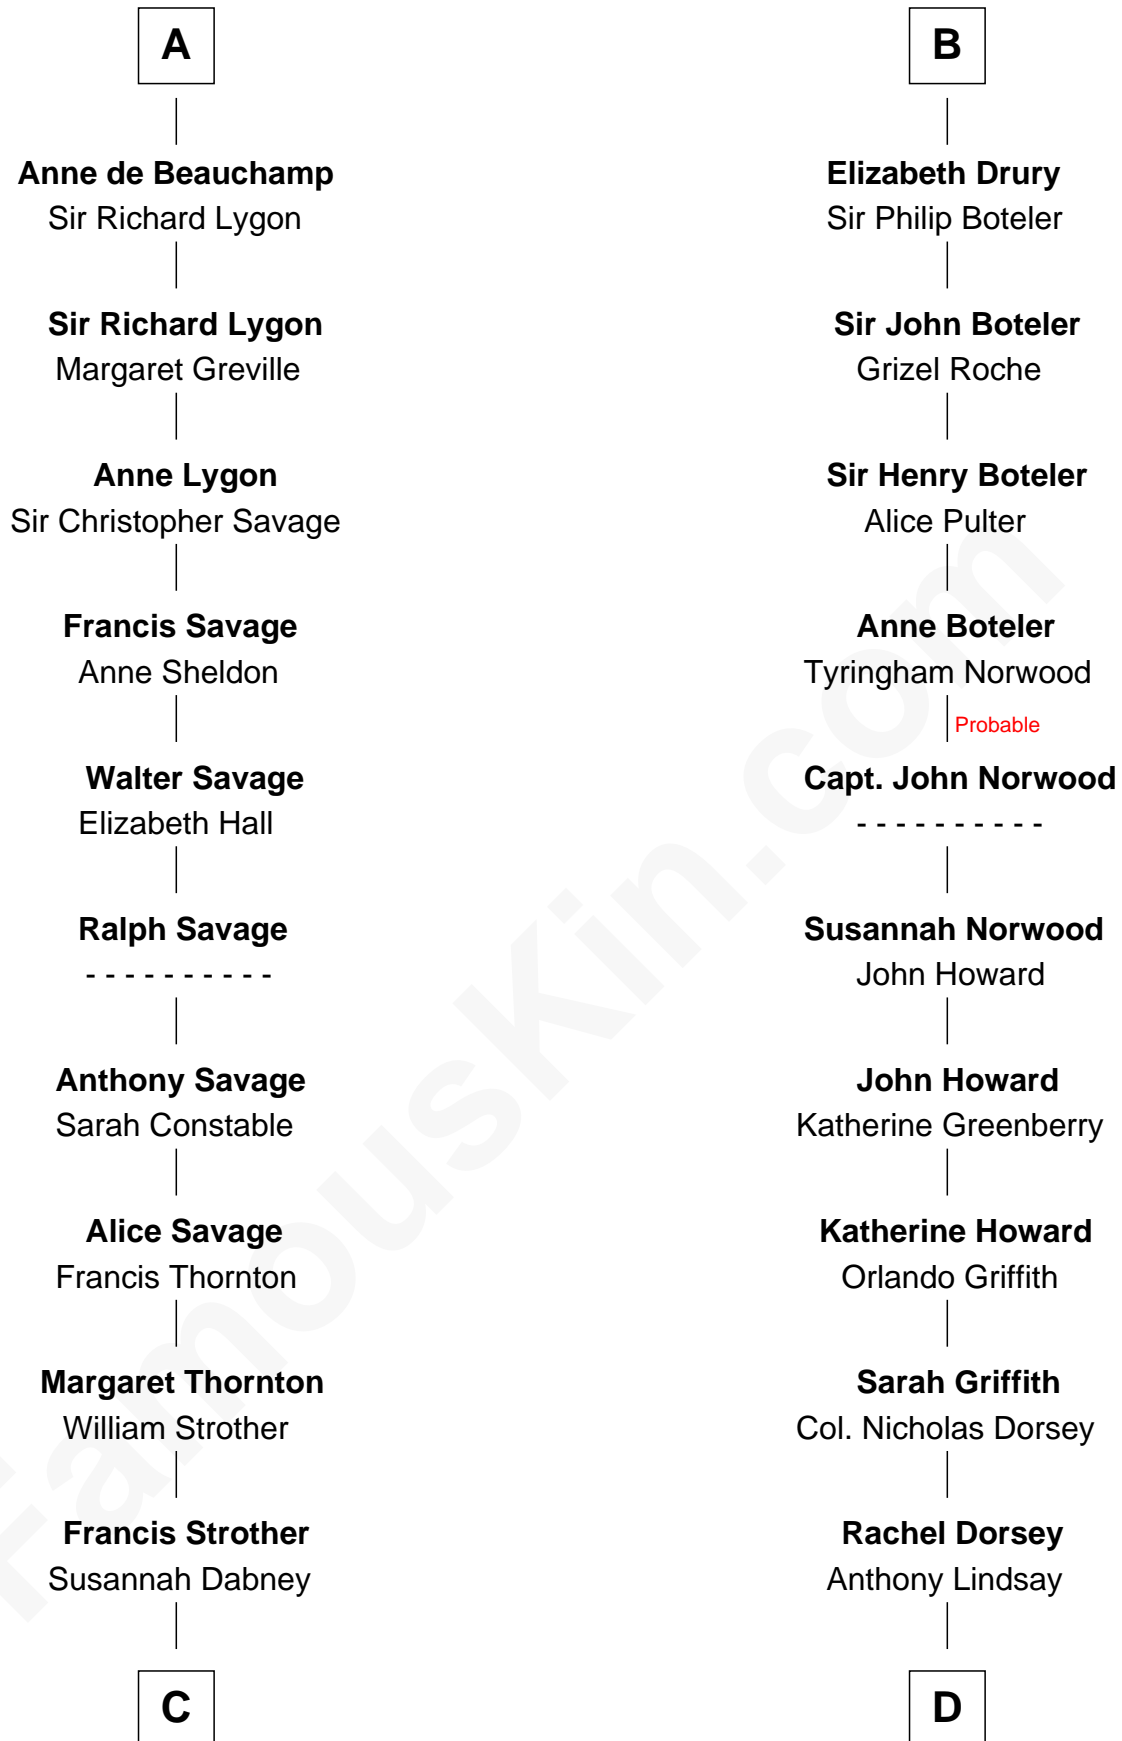 A
Anne de Beauchamp
Sir Richard Lygon
Sir Richard Lygon
Margaret Greville
Anne Lygon
Sir Christopher Savage
Francis Savage
Anne Sheldon
Walter Savage
Elizabeth Hall
Ralph Savage
- - - - - - - - - -
Anthony Savage
Sarah Constable
Alice Savage
Francis Thornton
Margaret Thornton
William Strother
Francis Strother
Susannah Dabney
C
B
Elizabeth Drury
Sir Philip Boteler
Sir John Boteler
Grizel Roche
Sir Henry Boteler
Alice Pulter
Anne Boteler
Tyringham Norwood
Probable
Capt. John Norwood
- - - - - - - - - -
Susannah Norwood
John Howard
John Howard
Katherine Greenberry
Katherine Howard
Orlando Griffith
Sarah Griffith
Col. Nicholas Dorsey
Rachel Dorsey
Anthony Lindsay
D
FamousKin.com